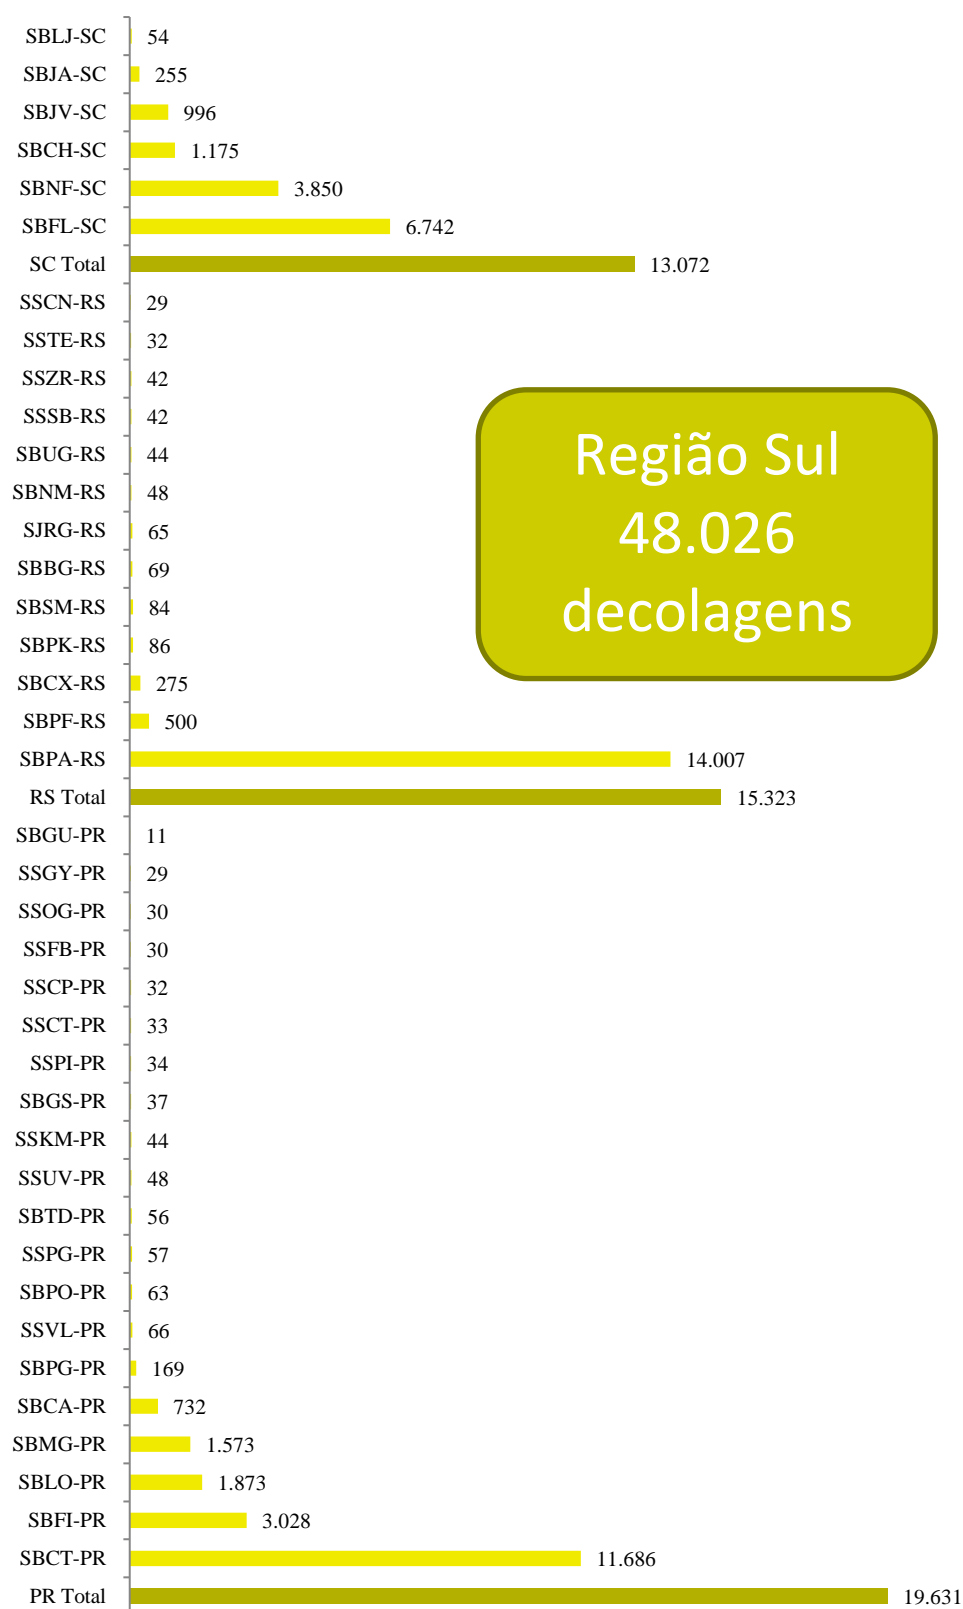 SBLJ-SC 54
SBJA-SC 255
SBJV-SC 996
SBCH-SC 1.175
SBNF-SC 3.850
SBFL-SC 6.742
SC Total 13.072
SSCN-RS 29
SSTE-RS 32
SSZR-RS 42
SSSB-RS 42
SBUG-RS 44
SBNM-RS 48
SJRG-RS 65
SBBG-RS 69
SBSM-RS 84
SBPK-RS 86
SBCX-RS 275
SBPF-RS 500
SBPA-RS 14.007
RS Total 15.323
SBGU-PR 11
SSGY-PR 29
SSOG-PR 30
SSFB-PR 30
SSCP-PR 32
SSCT-PR 33
SSPI-PR 34
SBGS-PR 37
SSKM-PR 44
SSUV-PR 48
SBTD-PR 56
SSPG-PR 57
SBPO-PR 63
SSVL-PR 66
SBPG-PR 169
SBCA-PR 732
SBMG-PR 1.573
SBLO-PR 1.873
SBFI-PR 3.028
SBCT-PR 11.686
PR Total 19.631
Região Sul
48.026
decolagens